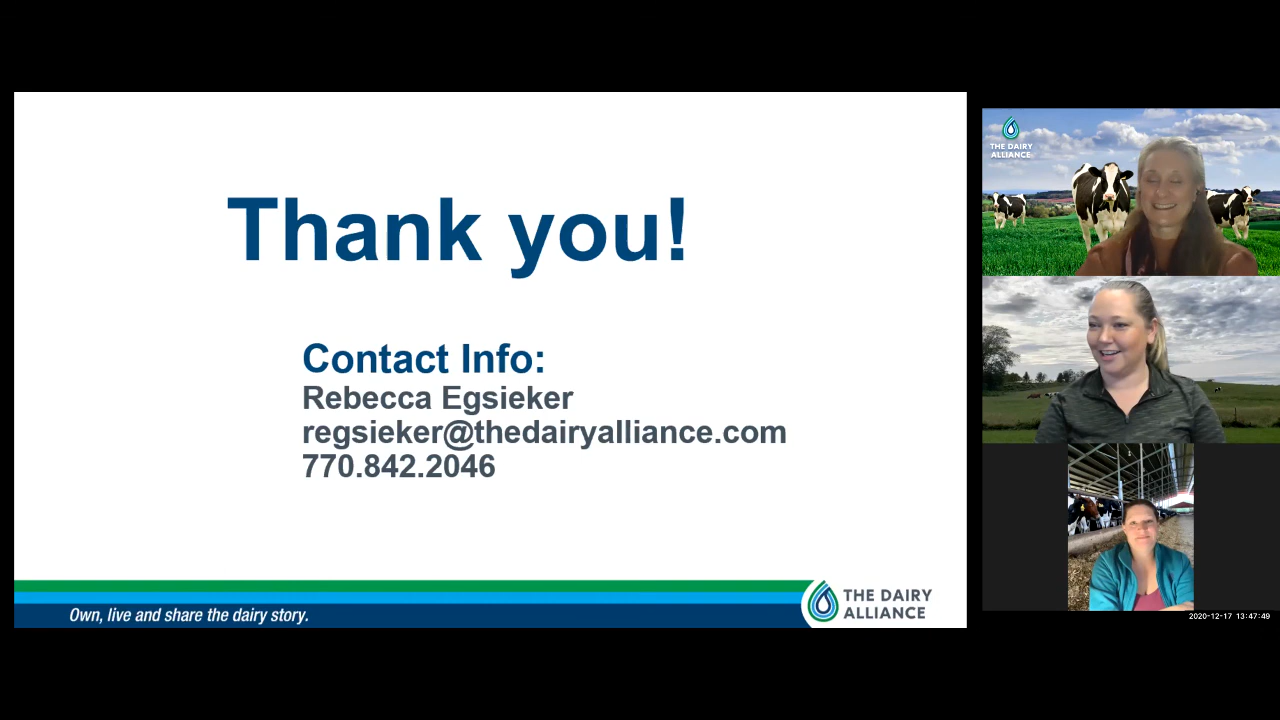 Thank you!
Contact Info:
Rebecca Egsieker
regsieker@thedairyalliance.com
770.842.2046
Own, live and share the dairy story.
THE DAIRY
ALLIANCE
THE DAIRY
ALLIANCE
2020-12-17 13:47:49